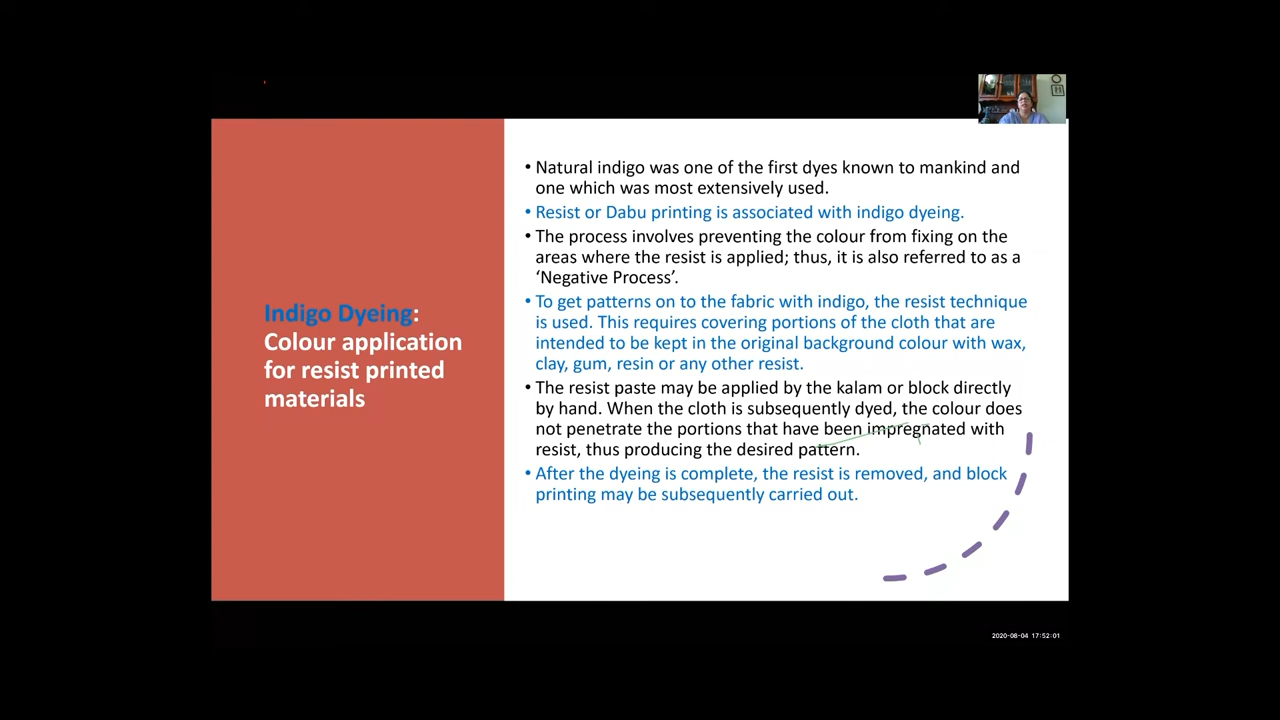 Indigo Dyeing:
Colour application
for resist printed
materials
• Natural indigo was one of the first dyes known to mankind and
one which was most extensively used.
• Resist or Dabu printing is associated with indigo dyeing.
• The process involves preventing the colour from fixing on the
areas where the resist is applied; thus, it is also referred to as a
‘Negative Process’.
• To get patterns on to the fabric with indigo, the resist technique
is used. This requires covering portions of the cloth that are
intended to be kept in the original background colour with wax,
clay, gum, resin or any other resist.
• The resist paste may be applied by the kalam or block directly
by hand. When the cloth is subsequently dyed, the colour does
not penetrate the portions that have been impregnated with
resist, thus producing the desired pattern.
• After the dyeing is complete, the resist is removed, and block
printing may be subsequently carried out.
2020-08-04 17:52:01